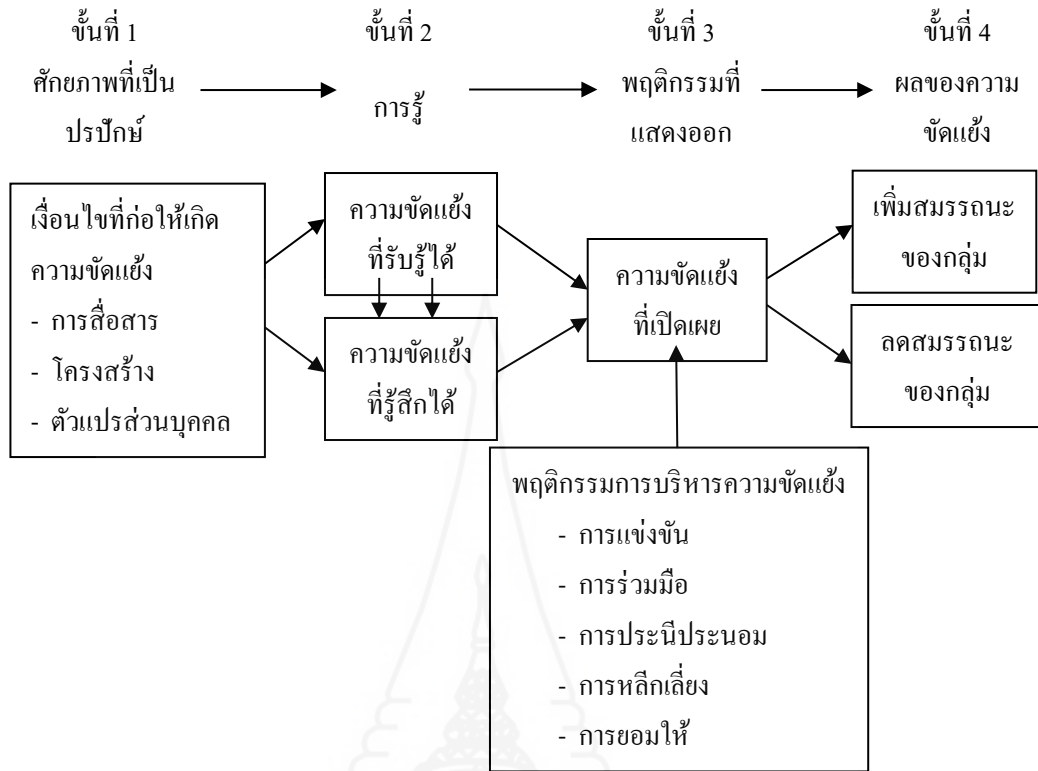 ขั้นที่ 1
ศักยภาพที่เป็น
ปรปักษ์
ขั้นที่ 2
การรู้
ขั้นที่ 3
พฤติกรรมที่
แสดงออก
ขั้นที่ 4
ผลของความ
ขัดแย้ง
เงื่อนไขที่ก่อให้เกิด
ความขัดแย้ง
- การสื่อสาร
- โครงสร้าง
- ตัวแปรส่วนบุคคล
ความขัดแย้ง
ที่รับรู้ได้
ความขัดแย้ง
ที่รู้สึกได้
ความขัดแย้ง
ที่เปิดเผย
เพิ่มสมรรถนะ
ของกลุ่ม
ลดสมรรถนะ
ของกลุ่ม
พฤติกรรมการบริหารความขัดแย้ง
- การแข่งขัน
- การร่วมมือ
- การประนีประนอม
- การหลีกเลี่ยง
- การยอมให้